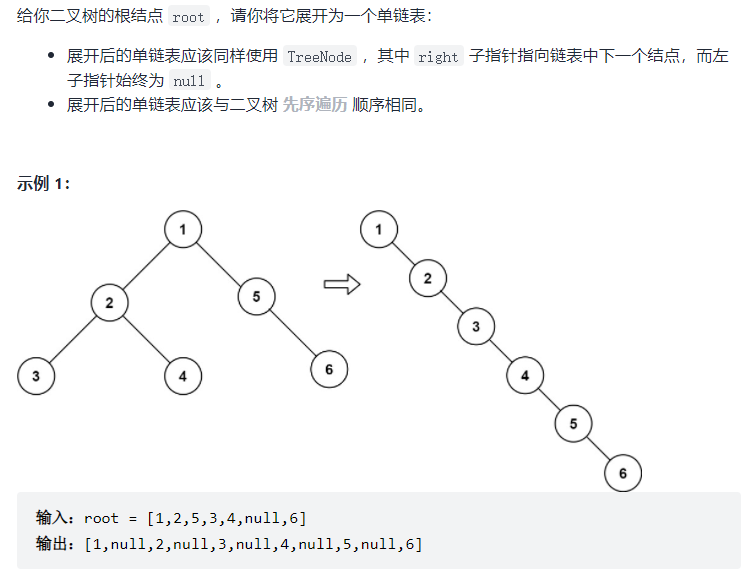 给你二叉树的根结点 root ，请你将它展开为一个单链表：
展开后的单链表应该同样使用 TreeNode ，其中 right 子指针指向链表中下一个结点，而左
子指针始终为 null 。
展开后的单链表应该与二叉树 先序遍历 顺序相同。
示例 1：
1
2
5
3
4
6
1
2
3
4
5
6
输入：root = [1,2,5,3,4,null,6]
输出：[1,null,2,null,3,null,4,null,5,null,6]